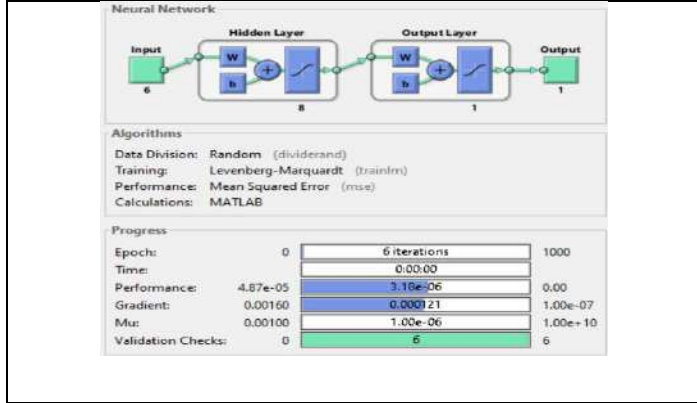 Neural Network
Hidden Layer
Output Layer
Input
W
b
+
W
b
+
Output
6
8
1
1
Algorithms
Data Division: Random (dividerand)
Training: Levenberg-Marquardt (trainlm)
Performance: Mean Squared Error (mse)
Calculations: MATLAB
Progress
Epoch: 0 6 iterations 1000
Time: 0:00:00
Performance: 4.87e-05 3.18e-06 0.00
Gradient: 0.00160 0.000121 1.00e-07
Mu: 0.00100 1.00e-06 1.00e+10
Validation Checks: 0 6 6